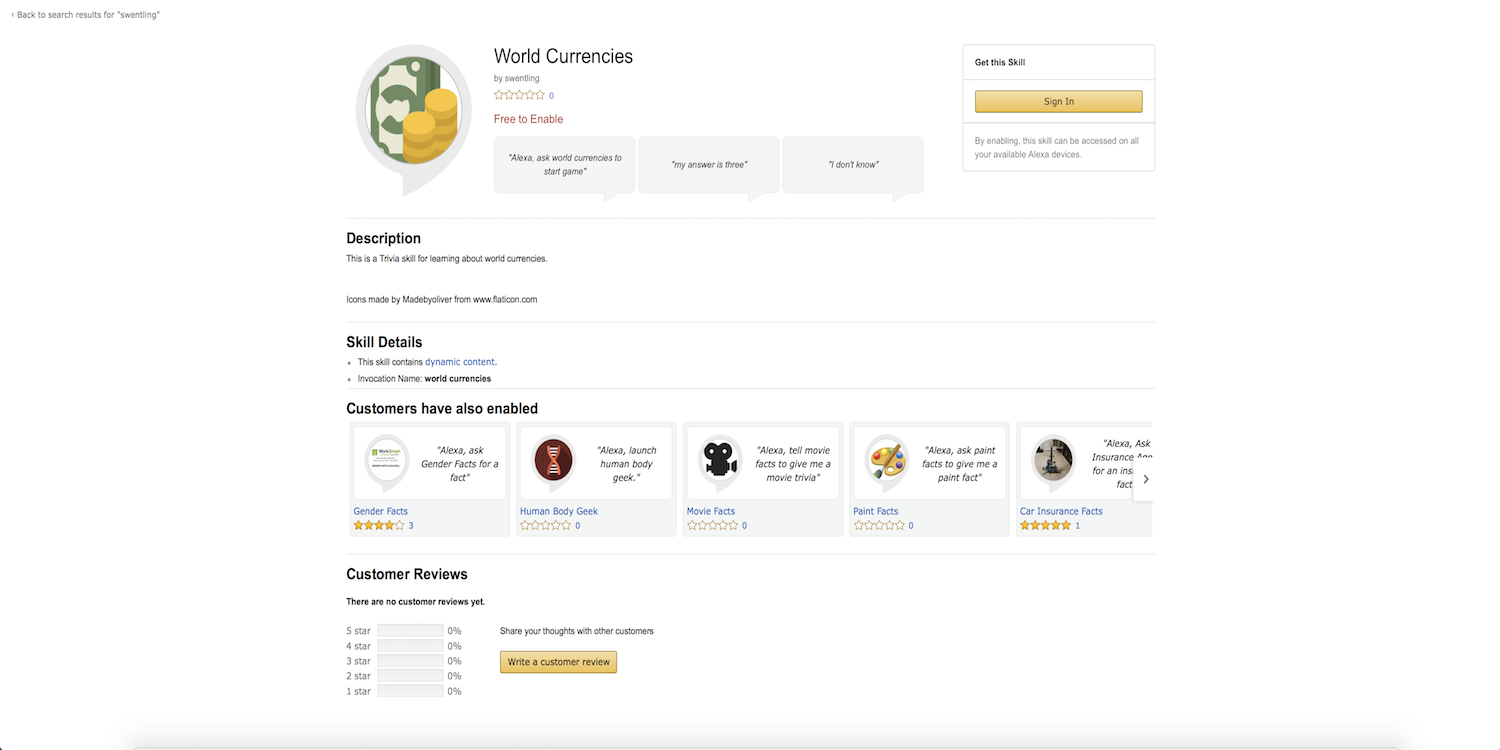 ‹ Back to search results for "swentling"
World Currencies
by swentling
0
Free to Enable
"Alexa, ask world currencies to
start game"
"my answer is three"
"I don't know"
Get this Skill
Sign In
By enabling, this skill can be accessed on all
your available Alexa devices.
Description
This is a Trivia skill for learning about world currencies.
Icons made by Madebyoliver from www.flaticon.com
Skill Details
This skill contains dynamic content.
Invocation Name: world currencies
Customers have also enabled
"Alexa, ask
Gender Facts for a
fact"
Gender Facts
3
"Alexa, launch
human body
geek."
Human Body Geek
0
"Alexa, tell movie
facts to give me a
movie trivia"
Movie Facts
0
"Alexa, ask paint
facts to give me a
paint fact"
Paint Facts
0
"Alexa, Ask
Insurance
for an ins
fact
Car Insurance Facts
1
Customer Reviews
There are no customer reviews yet.
5 star 0%
4 star 0%
3 star 0%
2 star 0%
1 star 0%
Share your thoughts with other customers
Write a customer review